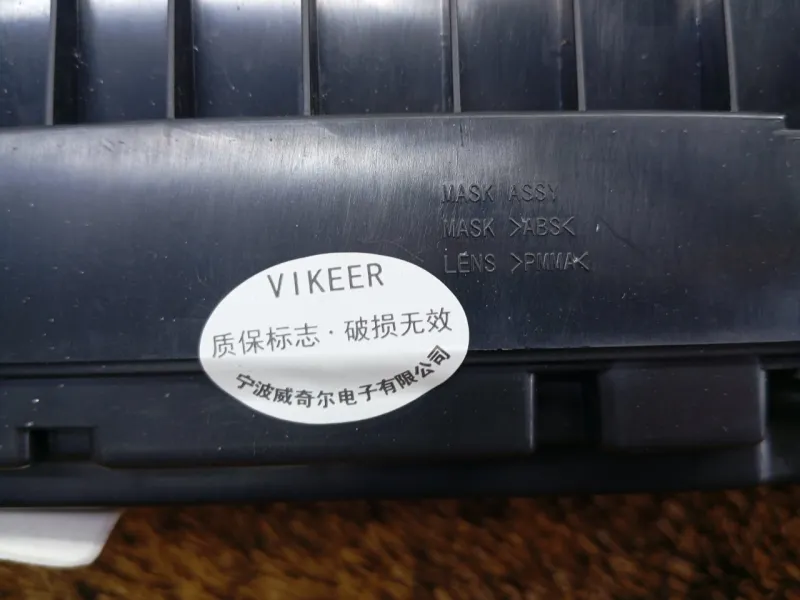 MASK ASSY
MASK >ABS<
LENS >PMMA<
VIKEER
质保标志·破损无效
宁波威奇尔电子有限公司